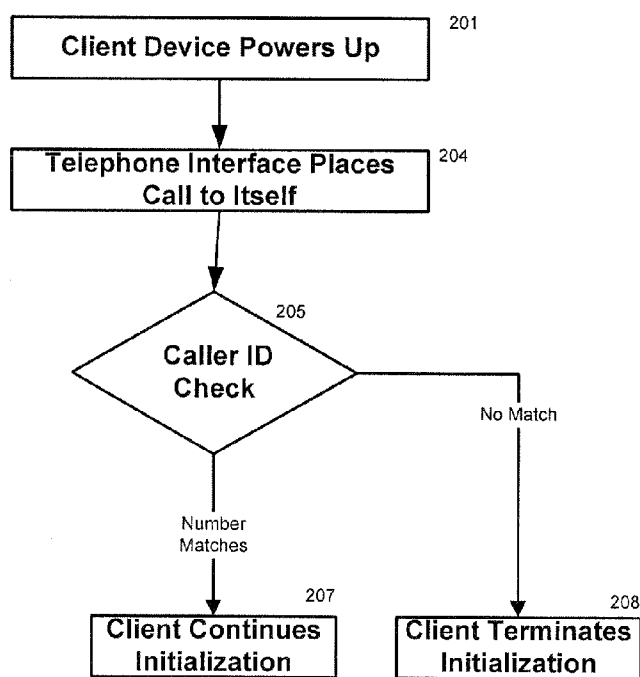 201
Client Device Powers Up
204
Telephone Interface Places
Call to Itself
205
Caller ID
Check
No Match
Number
Matches
207
Client Continues
Initialization
208
Client Terminates
Initialization